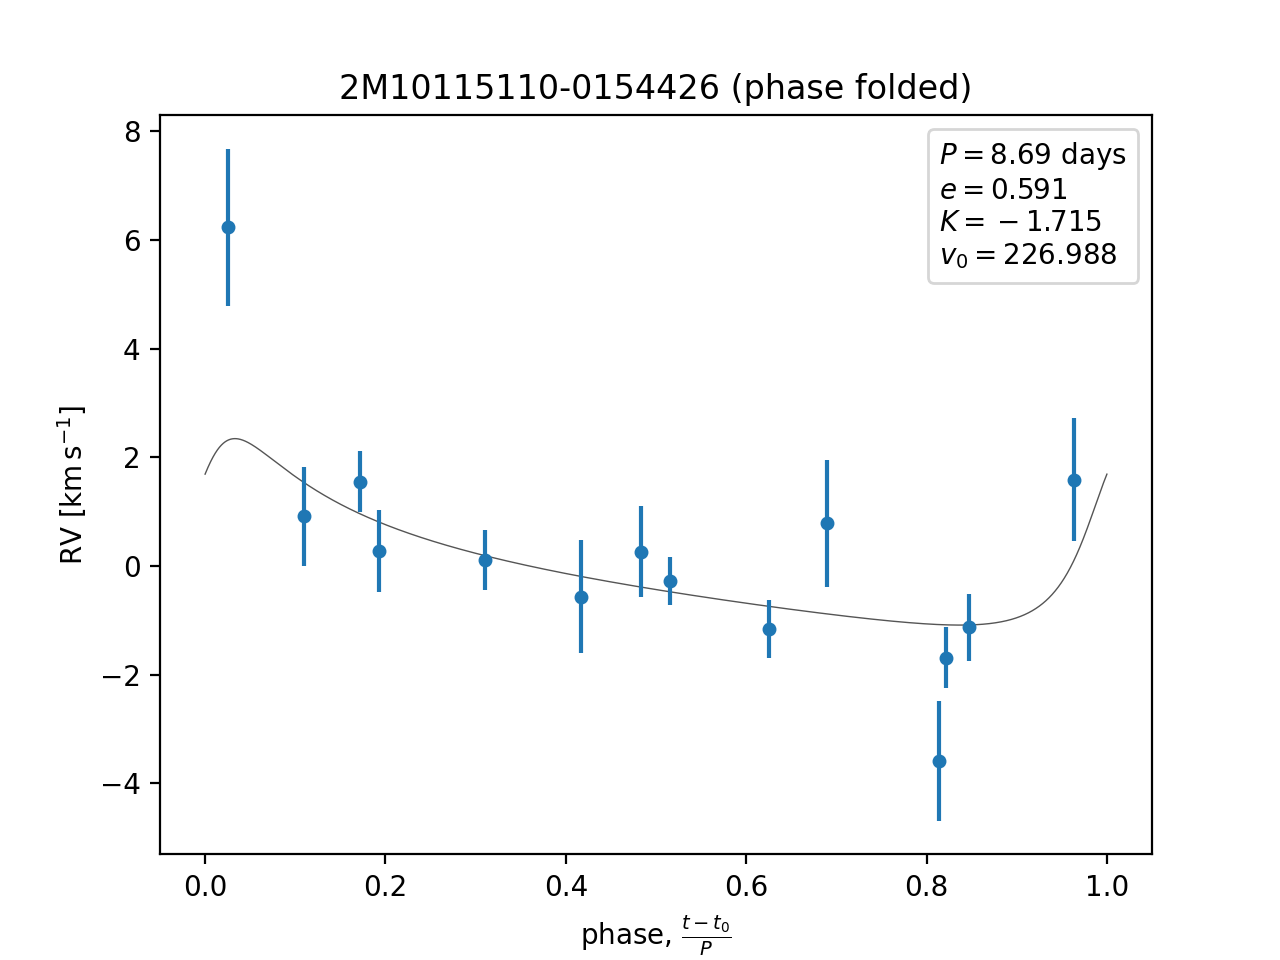 2M10115110-0154426 (phase folded)
P = 8.69 days
e = 0.591
K = −1.715
v₀ = 226.988
8
6
4
2
0
−2
−4
RV [km s⁻¹]
0.0 0.2 0.4 0.6 0.8 1.0
phase, (t − t₀)/P